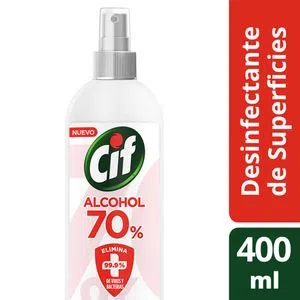 NUEVO
Cif
ALCOHOL
70%
ELIMINA
99.9%
DE VIRUS Y
BACTERIAS
Desinfectante
de Superficies
400
ml